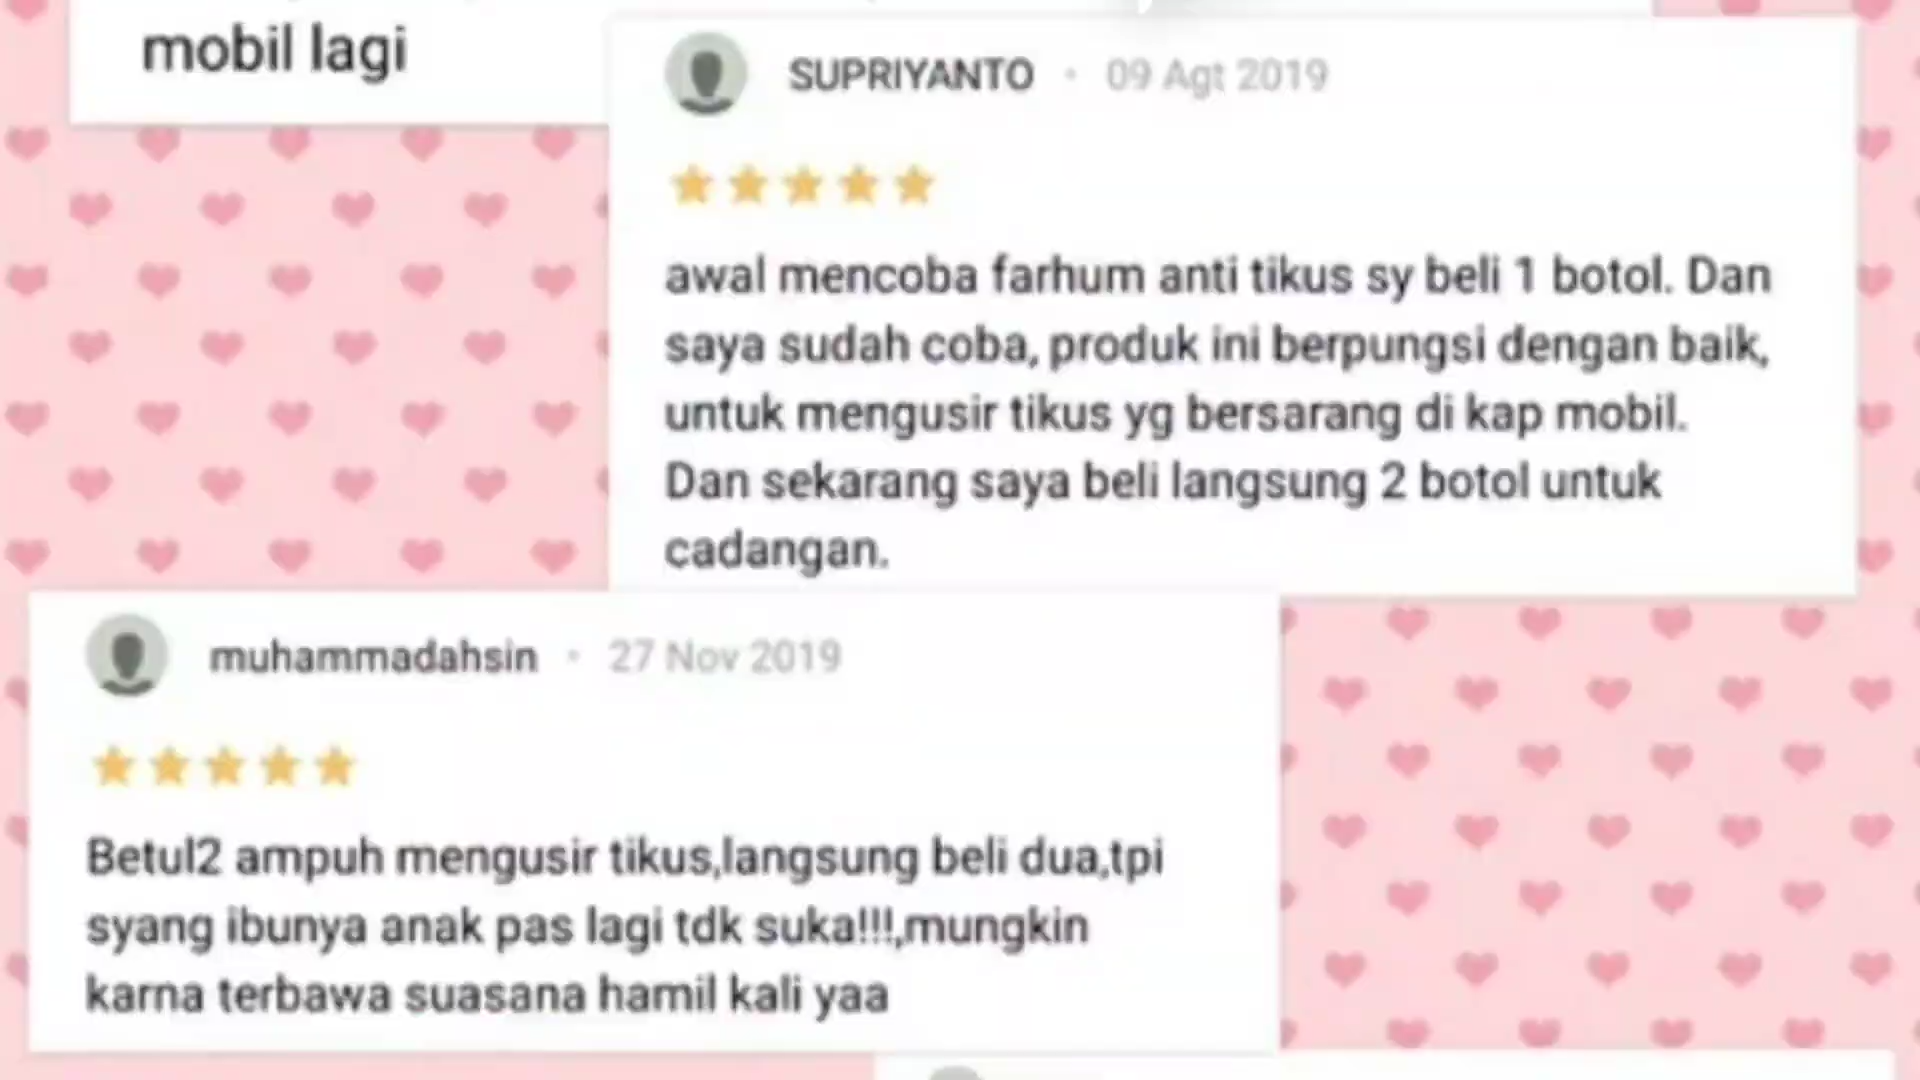 mobil lagi
SUPRIYANTO • 09 Agt 2019
awal mencoba farhum anti tikus sy beli 1 botol. Dan
saya sudah coba, produk ini berpungsi dengan baik,
untuk mengusir tikus yg bersarang di kap mobil.
Dan sekarang saya beli langsung 2 botol untuk
cadangan.
muhammadahsin • 27 Nov 2019
Betul2 ampuh mengusir tikus,langsung beli dua,tpi
syang ibunya anak pas lagi tdk suka!!!,mungkin
karna terbawa suasana hamil kali yaa